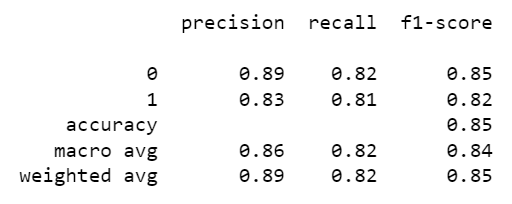 precision recall f1-score
0 0.89 0.82 0.85
1 0.83 0.81 0.82
accuracy 0.85
macro avg 0.86 0.82 0.84
weighted avg 0.89 0.82 0.85